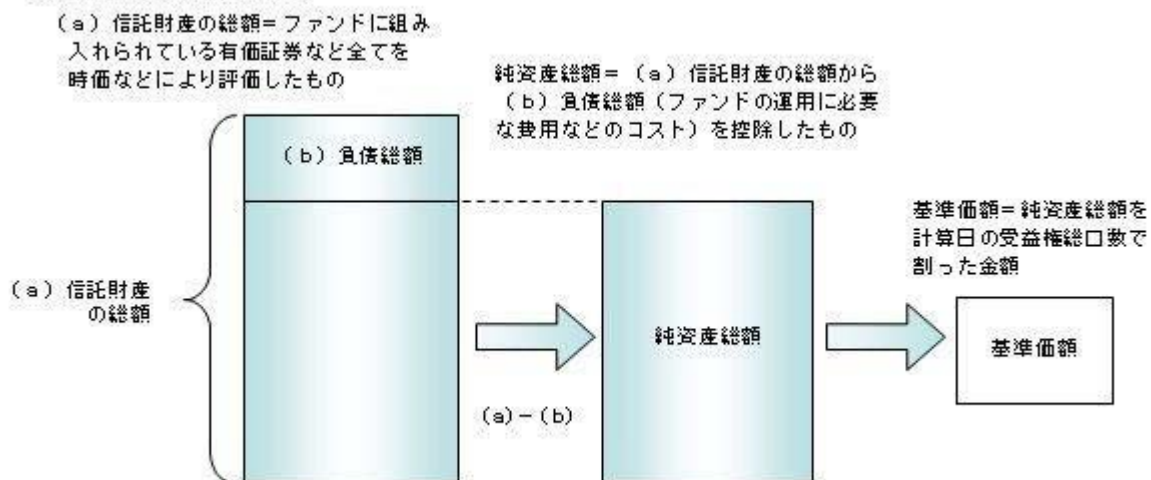 (a)信託財産の総額=ファンドに組み
入れられている有価証券など全てを
時価などにより評価したもの
純資産総額=(a)信託財産の総額から
(b)負債総額(ファンドの運用に必要
な費用などのコスト)を控除したもの
(b)負債総額
基準価額=純資産総額を
計算日の受益権総口数で
割った金額
(a)信託財産
の総額
純資産総額
基準価額
(a)-(b)